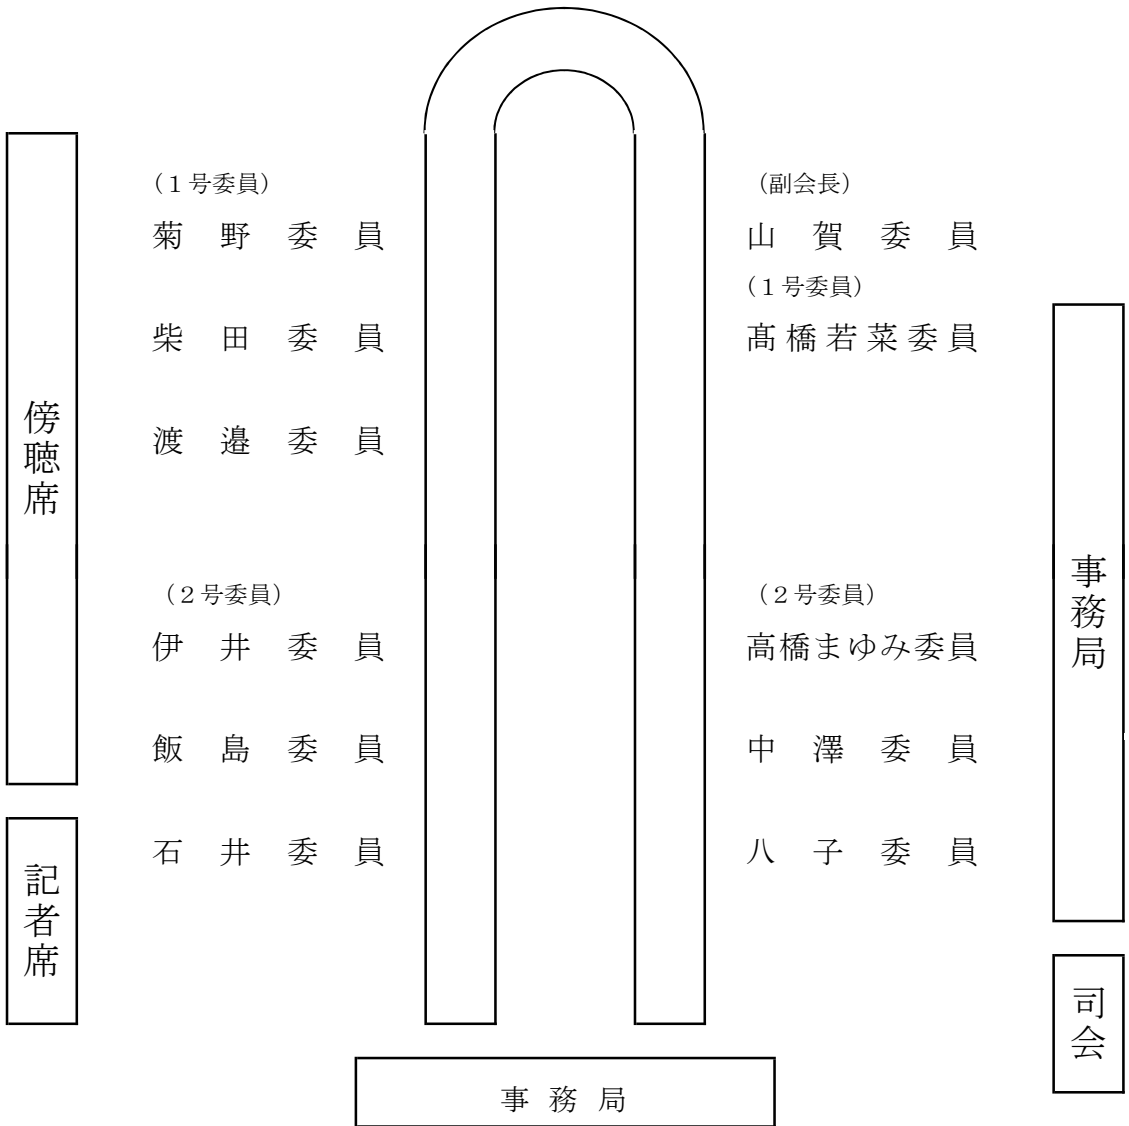 （１号委員）
菊野委員
柴田委員
渡邉委員
（２号委員）
伊井委員
飯島委員
石井委員
（副会長）
山賀委員
（１号委員）
髙橋若菜委員
（２号委員）
高橋まゆみ委員
中澤委員
八子委員
傍聴席
記者席
事務局
司会
事務局